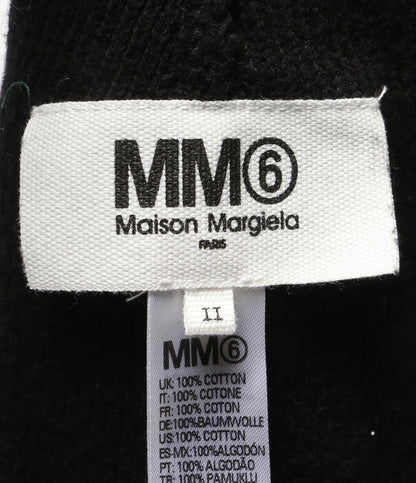 MM⑥
Maison Margiela
PARIS
II
MM⑥
UK: 100% COTTON
IT: 100% COTONE
FR: 100% COTON
DE:100%BAUMWOLLE
US:100% COTTON
ES-MX:100%ALGODÓN
PT: 100% ALGODÃO
TR: 100% PAMUKLU